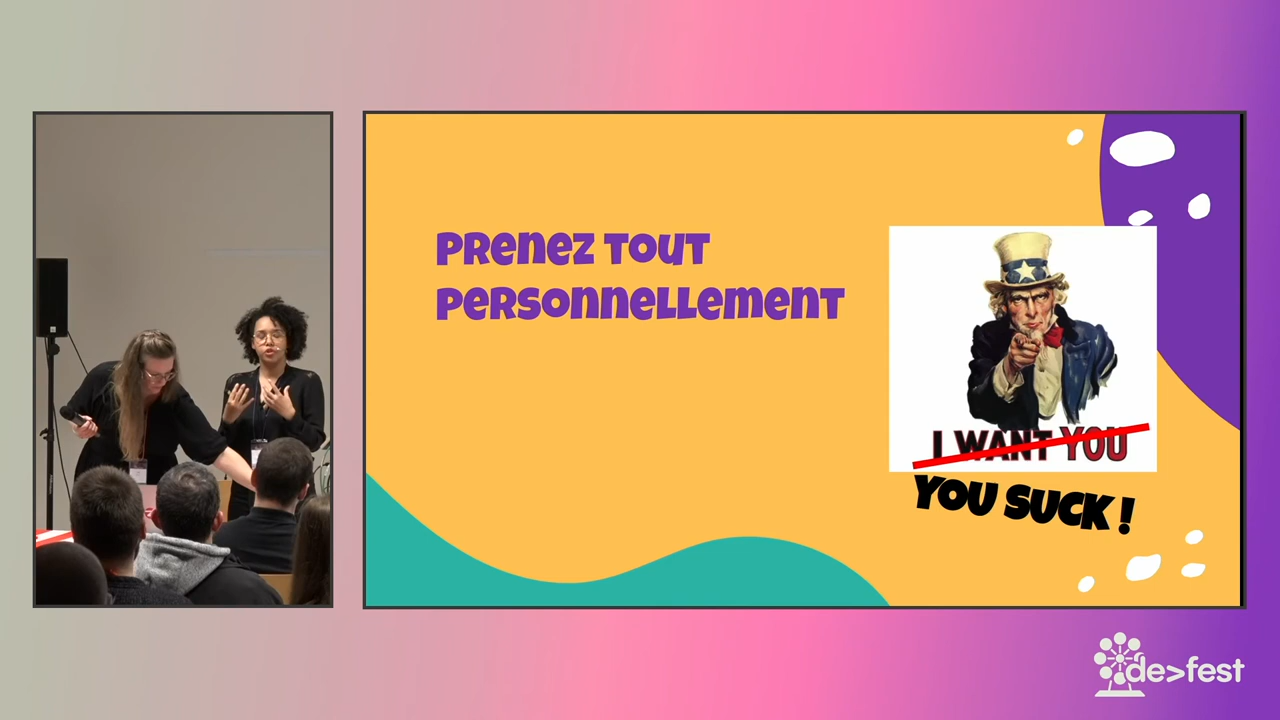 Prenez tout
personnellement
I WANT YOU
YOU SUCK !
de>fest